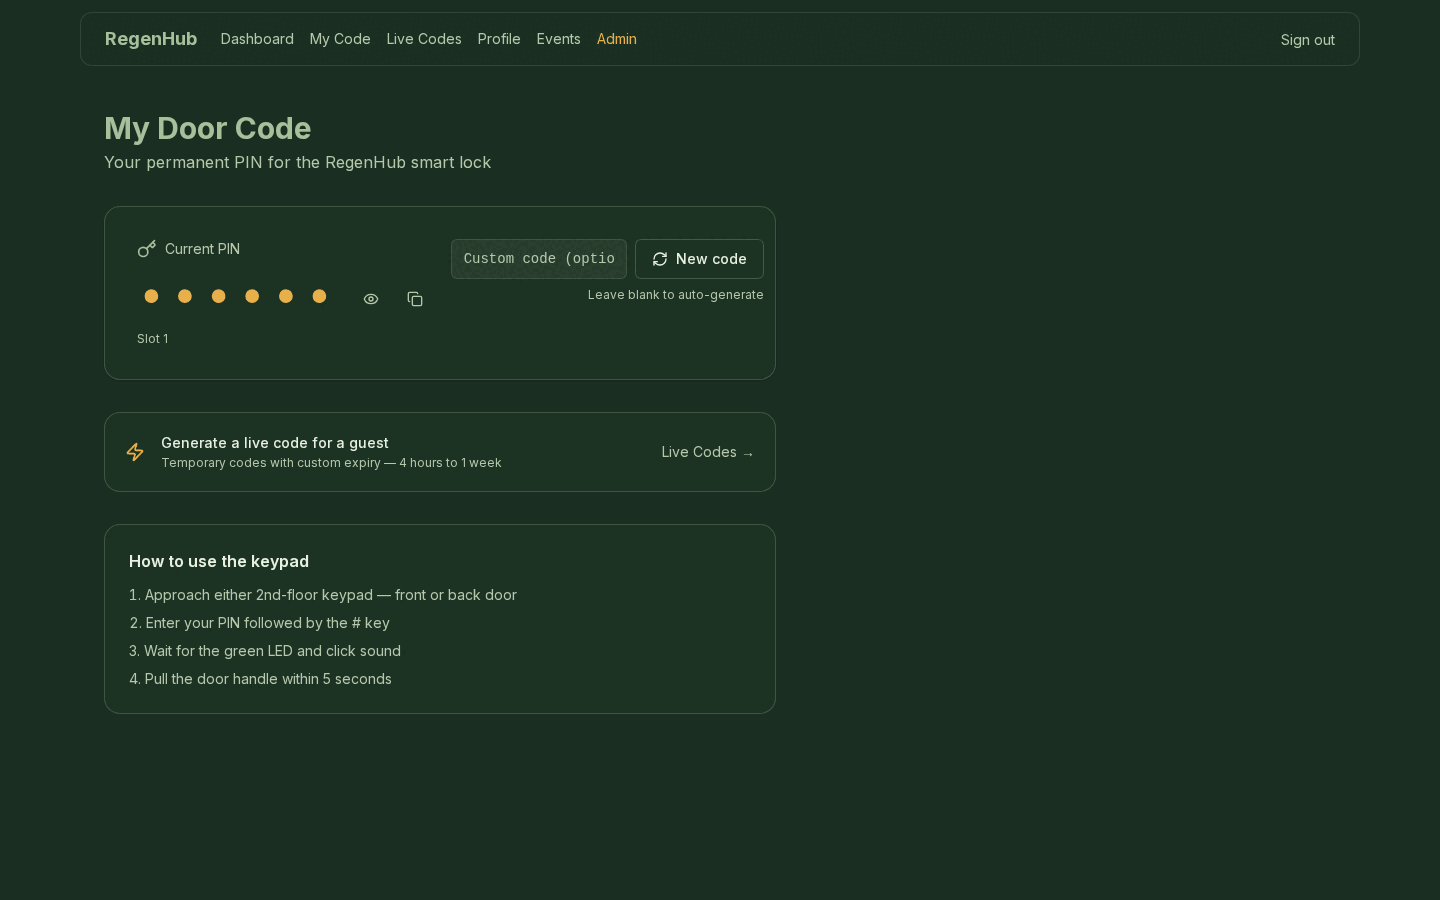 RegenHub Dashboard My Code Live Codes Profile Events Admin Sign out
My Door Code
Your permanent PIN for the RegenHub smart lock
Current PIN
Custom code (optio
New code
Leave blank to auto-generate
Slot 1
Generate a live code for a guest
Temporary codes with custom expiry — 4 hours to 1 week
Live Codes →
How to use the keypad
1. Approach either 2nd-floor keypad — front or back door
2. Enter your PIN followed by the # key
3. Wait for the green LED and click sound
4. Pull the door handle within 5 seconds